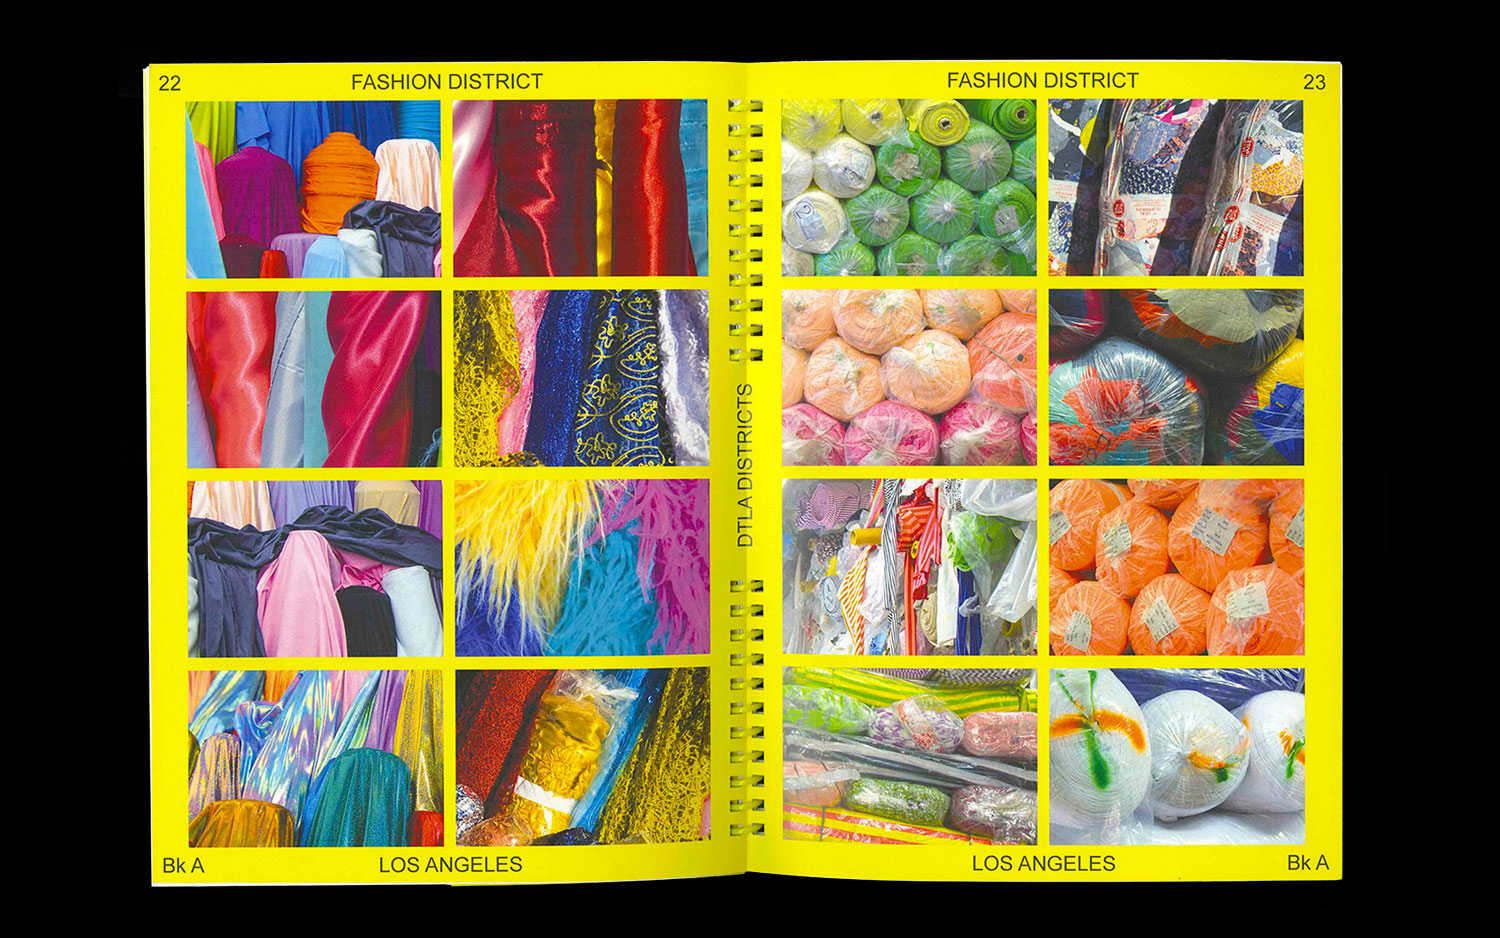 22
FASHION DISTRICT
FASHION DISTRICT
23
DTLA DISTRICTS
Bk A
LOS ANGELES
LOS ANGELES
Bk A